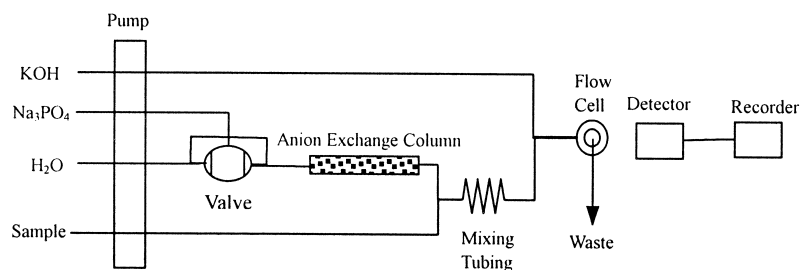 Pump
KOH
Na₃PO₄
H₂O
Sample
Valve
Anion Exchange Column
Mixing
Tubing
Flow
Cell
Waste
Detector
Recorder